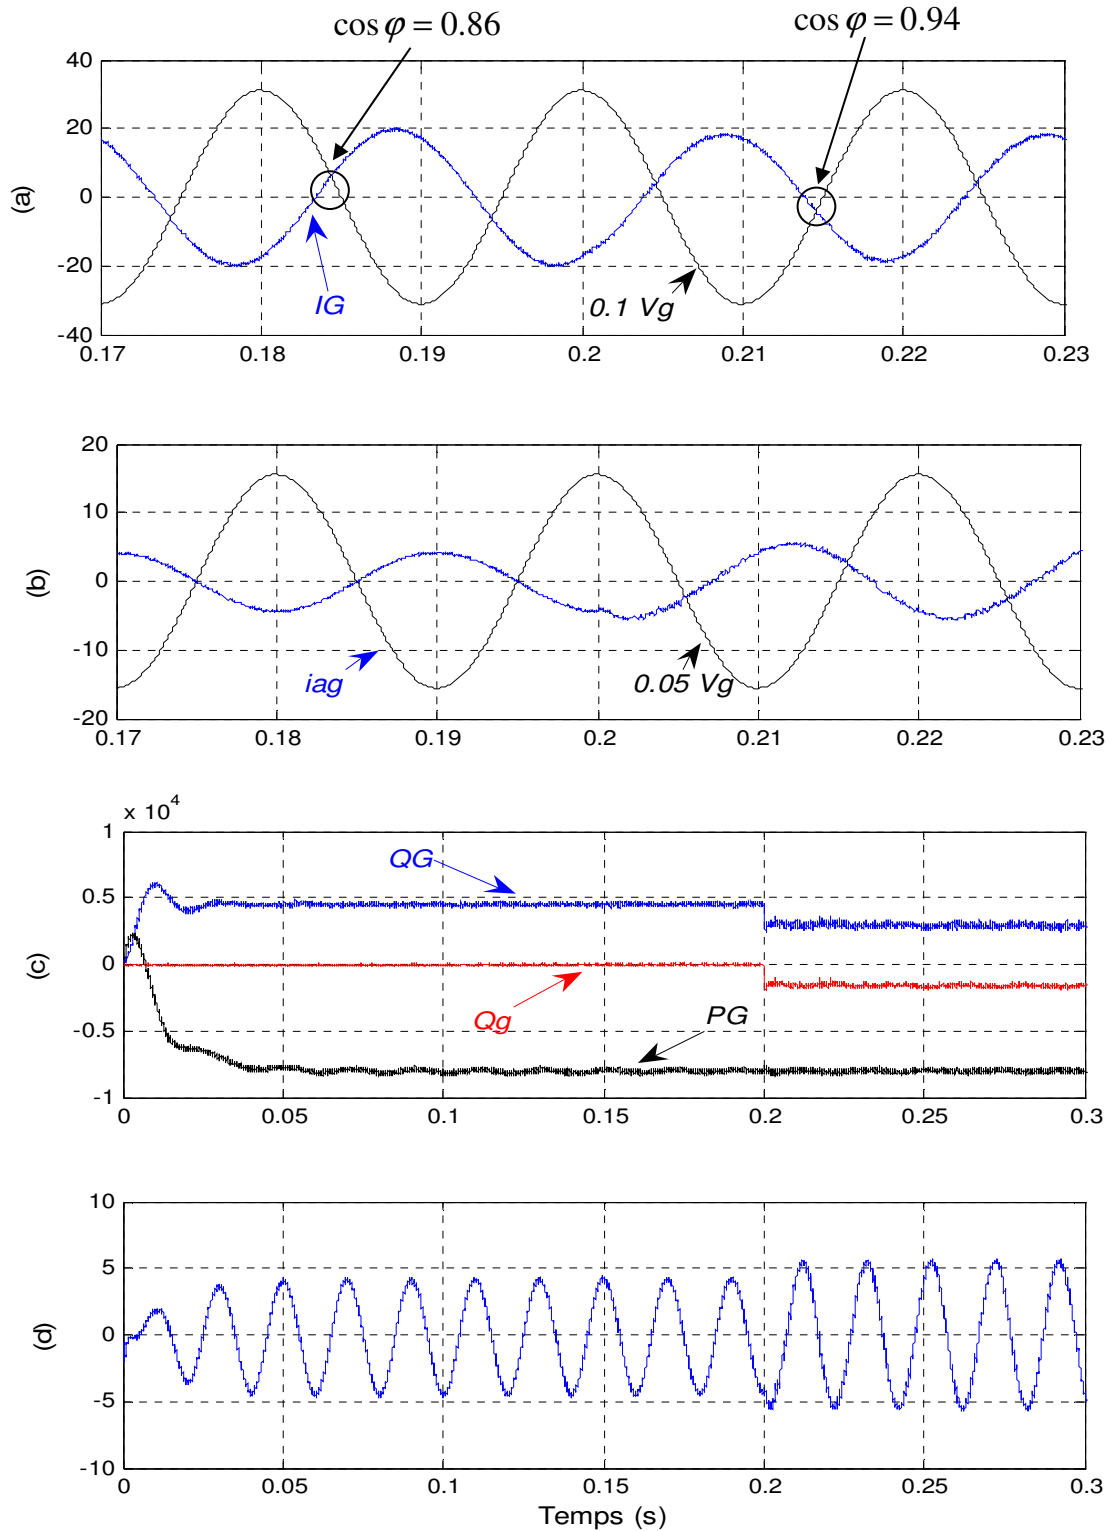 cos φ = 0.86
cos φ = 0.94
40
20
0
-20
-40
(a)
IG
0.1 Vg
0.17 0.18 0.19 0.2 0.21 0.22 0.23
20
10
0
-10
-20
(b)
iag
0.05 Vg
0.17 0.18 0.19 0.2 0.21 0.22 0.23
x 10^4
1
0.5
0
-0.5
-1
(c)
QG
Qg
PG
0 0.05 0.1 0.15 0.2 0.25 0.3
10
5
0
-5
-10
(d)
0 0.05 0.1 0.15 0.2 0.25 0.3
Temps (s)